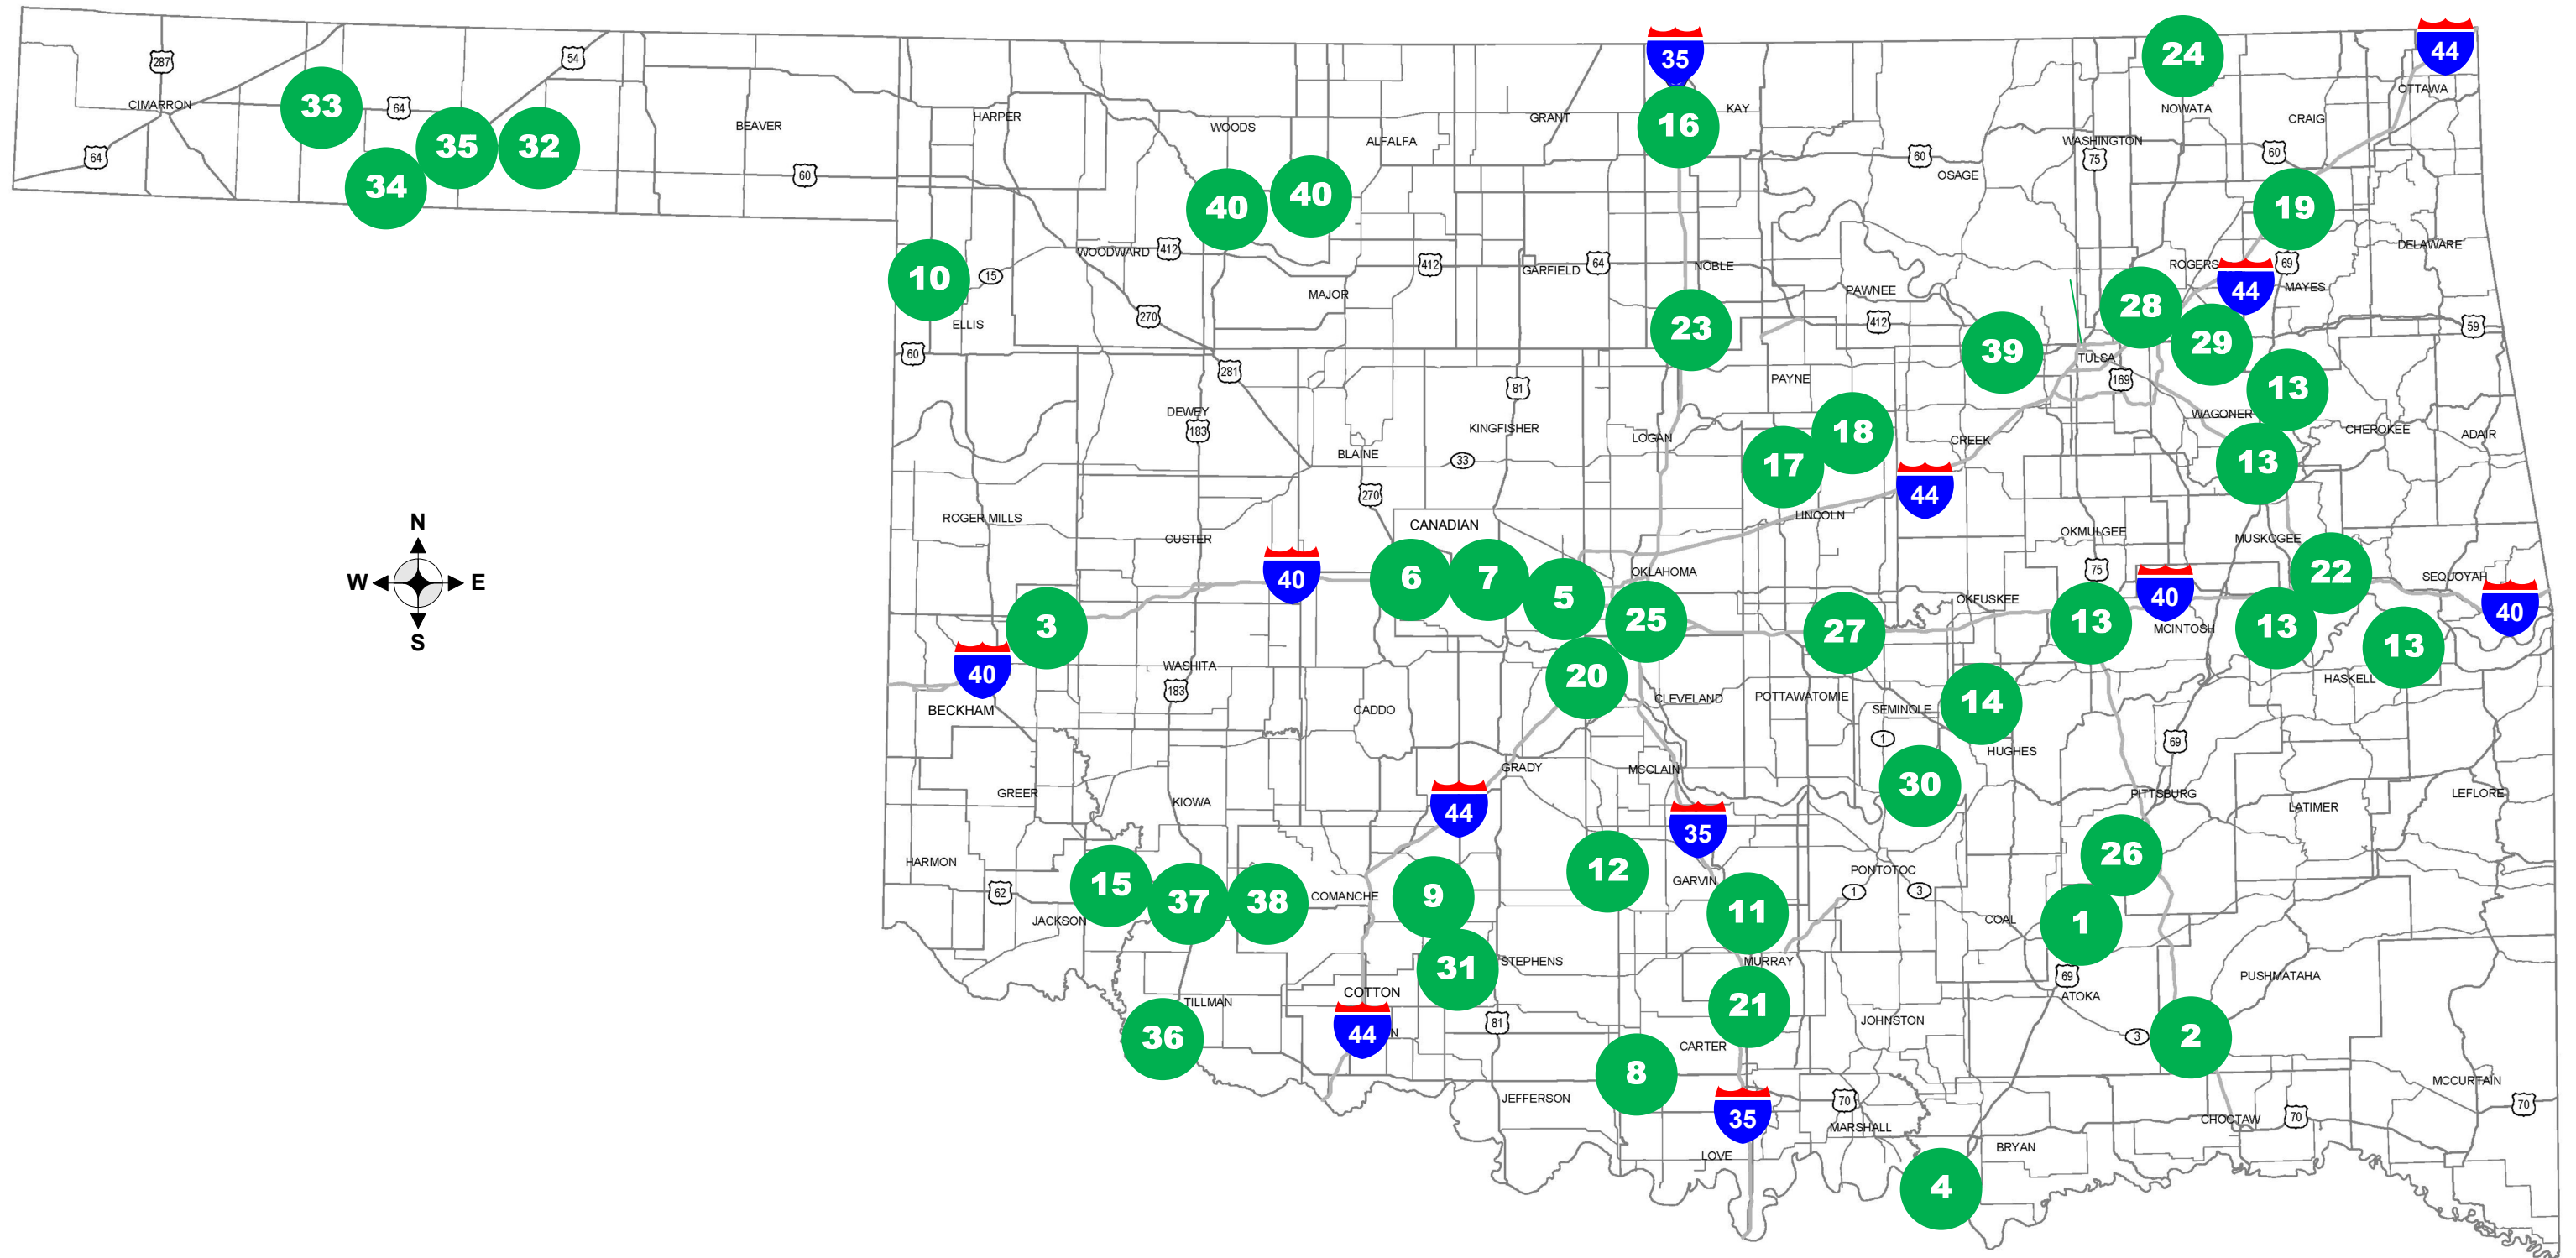 24
44
35
287
54
33
CIMARRON
64
OTTAWA
HARPER
KAY
NOWATA
GRANT
CRAIG
BEAVER
16
WOODS
ALFALFA
WASHINGTON
35
32
64
60
75
60
34
60
OSAGE
40
40
19
WOODWARD
412
DELAWARE
412
GARFIELD
64
NOBLE
ROGERS
69
10
15
44
MAYES
MAJOR
PAWNEE
28
ELLIS
270
23
412
59
29
60
39
TULSA
281
81
PAYNE
169
13
DEWEY
WAGONER
183
KINGFISHER
LOGAN
18
CREEK
CHEROKEE
ADAIR
BLAINE
33
17
13
270
44
ROGER MILLS
CANADIAN
LINCOLN
N
CUSTER
OKMULGEE
MUSKOGEE
W
E
40
6
7
5
OKLAHOMA
75
22
SEQUOYAH
S
3
25
27
OKFUSKEE
13
40
MCINTOSH
13
40
13
40
WASHITA
20
HASKELL
183
CLEVELAND
POTTAWATOMIE
SEMINOLE
14
BECKHAM
CADDO
1
69
HUGHES
GRADY
MCCLAIN
30
GREER
KIOWA
44
PITTSBURG
LATIMER
LEFLORE
35
HARMON
26
15
12
GARVIN
PONTOTOC
62
37
38
COMANCHE
9
1
3
JACKSON
11
COAL
1
31
STEPHENS
MURRAY
69
PUSHMATAHA
COTTON
ATOKA
TILLMAN
21
36
44
N
81
JOHNSTON
3
2
CARTER
8
MCCURTAIN
JEFFERSON
35
70
70
MARSHALL
CHOCTAW
70
BRYAN
LOVE
4